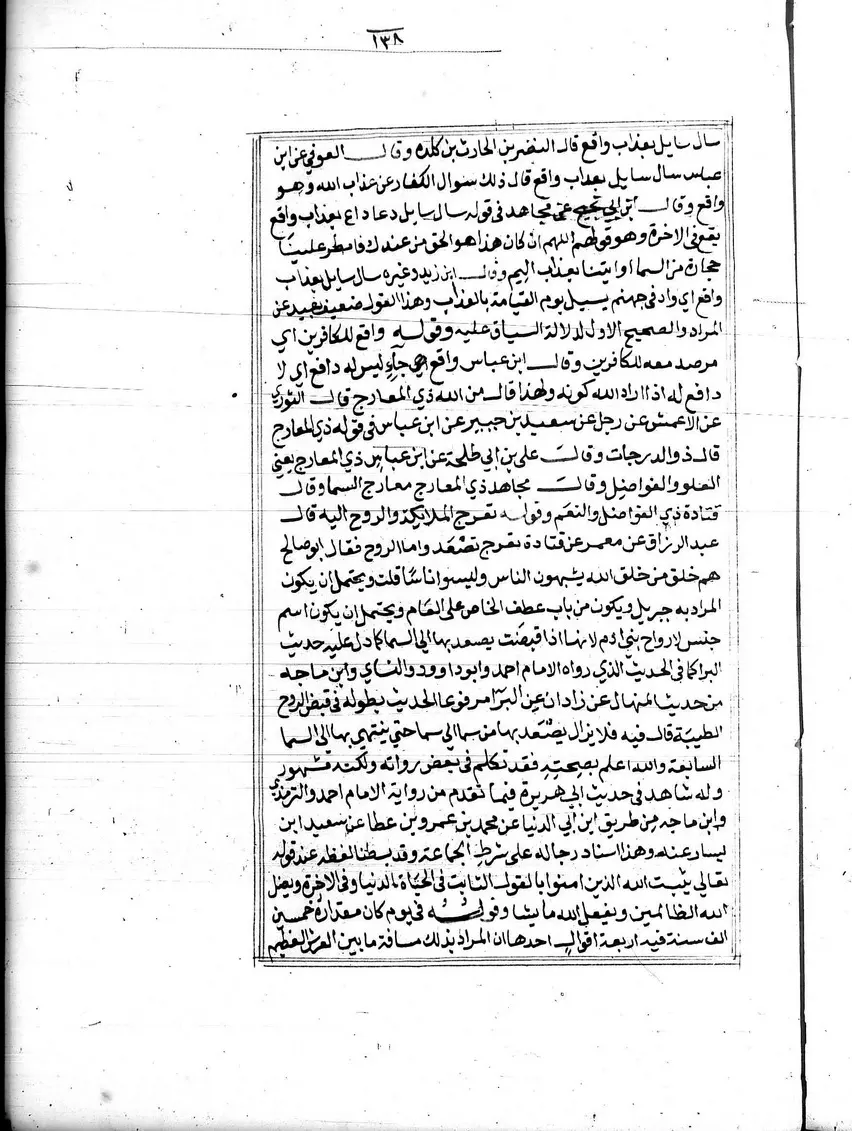 ١٣٨
سال سايل بعذاب واقع قال النضر بن الحارث بن كلدة وقال العوفي عن ابن
عباس سال سايل بعذاب واقع قال ذلك سوال الكفار عن عذاب الله وهو
واقع وقال ابن ابي نجيح عن مجاهد في قوله سال سايل دعا داع بعذاب واقع
يقع في الاخرة وهو قولهم اللهم ان كان هذا هو الحق من عندك فامطر علينا
حجارة من السما او ايتنا بعذاب اليم وقال ابن زيد وغيره سال سايل بعذاب
واقع اي واد في جهنم يسيل يوم القيامة بالعذاب وهذا القول ضعيف بعيد عن
المراد والصحيح الاول لدلالة السياق عليه وقوله واقع للكافرين اي
مرصد معد للكافرين وقال ابن عباس واقع اي جآء ليس له دافع اي لا
دافع له اذا اراد الله كونه ولهذا قال من الله ذي المعارج قال الثوري
عن الاعمش عن رجل عن سعيد بن جبير عن ابن عباس في قوله ذي المعارج
قال ذو الدرجات وقال على بن ابي طلحة عن ابن عباس ذي المعارج يعني
العلو والفواضل وقال مجاهد ذي المعارج معارج السما وقال
قتادة ذي الفواضل والنعم وقوله تعرج الملايكة والروح اليه قال
عبد الرزاق عن معمر عن قتادة تعرج تصعد واما الروح فقال ابو صالح
هم خلق من خلق الله يشبهون الناس وليسوا اناسا قلت ويحتمل ان يكون
المراد به جبريل ويكون من باب عطف الخاص على العام ويحتمل ان يكون اسم
جنس لارواح بني ادم لانها اذا قبضت يصعد بها الى السما كما دل عليه حديث
البرا كما في الحديث الذي رواه الامام احمد وابو داوود والنساي وابن ماجه
من حديث المنهال عن زادان عن البرا مرفوعا الحديث بطوله في قبض الروح
الطيبة قال فيه فلا يزال يصعد بها من سما الى سما حتي ينتهي بها الى السما
السابعة والله اعلم بصحته فقد تكلم في بعض رواته ولكنه مشهور
وله شاهد في حديث ابي هريرة فيما تقدم من رواية الامام احمد والترمذي
وابن ماجه من طريق ابن ابي الدنيا عن محمد بن عمرو بن عطا عن سعيد ابن
يسار عنه وهذا اسناد رجاله على شرط الجماعة وقد بسطنا لفظه عند قوله
تعالى يثبت الله الذين امنوا بالقول الثابت في الحياة الدنيا وفي الاخرة ويضل
الله الظالمين ويفعل الله ما يشا وقوله في يوم كان مقداره خمسين
الف سنة فيه اربعة اقوال احدها ان المراد بذلك مسافة ما بين العرش العظيم